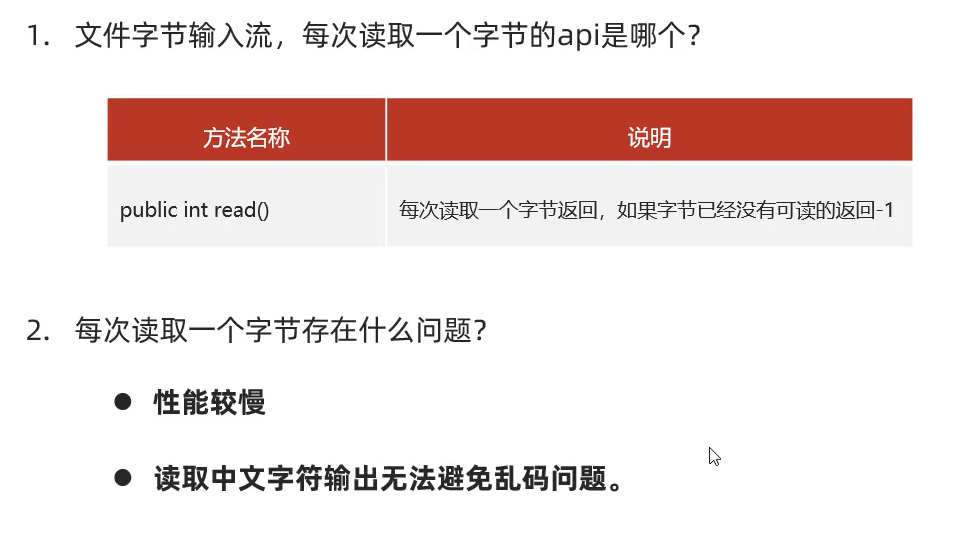 1. 文件字节输入流，每次读取一个字节的api是哪个？
方法名称
说明
public int read()
每次读取一个字节返回，如果字节已经没有可读的返回-1
2. 每次读取一个字节存在什么问题？
● 性能较慢
● 读取中文字符输出无法避免乱码问题。